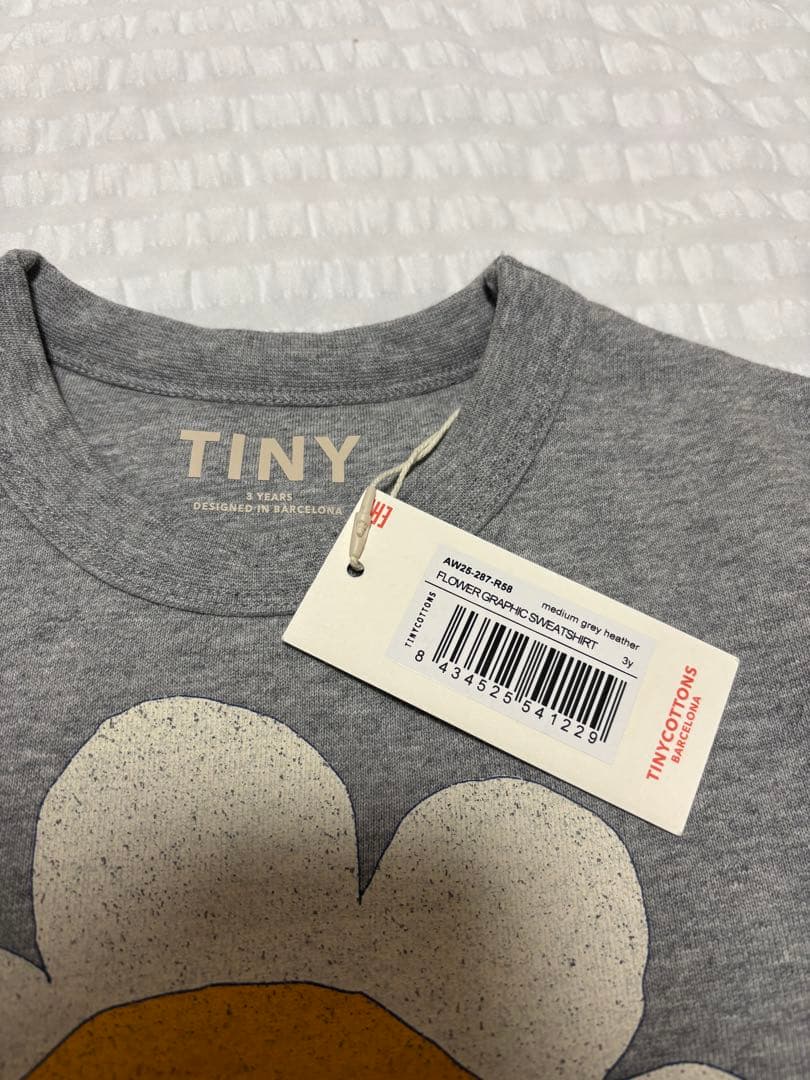 TINY
3 YEARS
DESIGNED IN BARCELONA
AW25-287-R58
FLOWER GRAPHIC SWEATSHIRT
medium grey heather
3y
TINYCOTTONS
8 434525 541229
TINYCOTTONS
BARCELONA